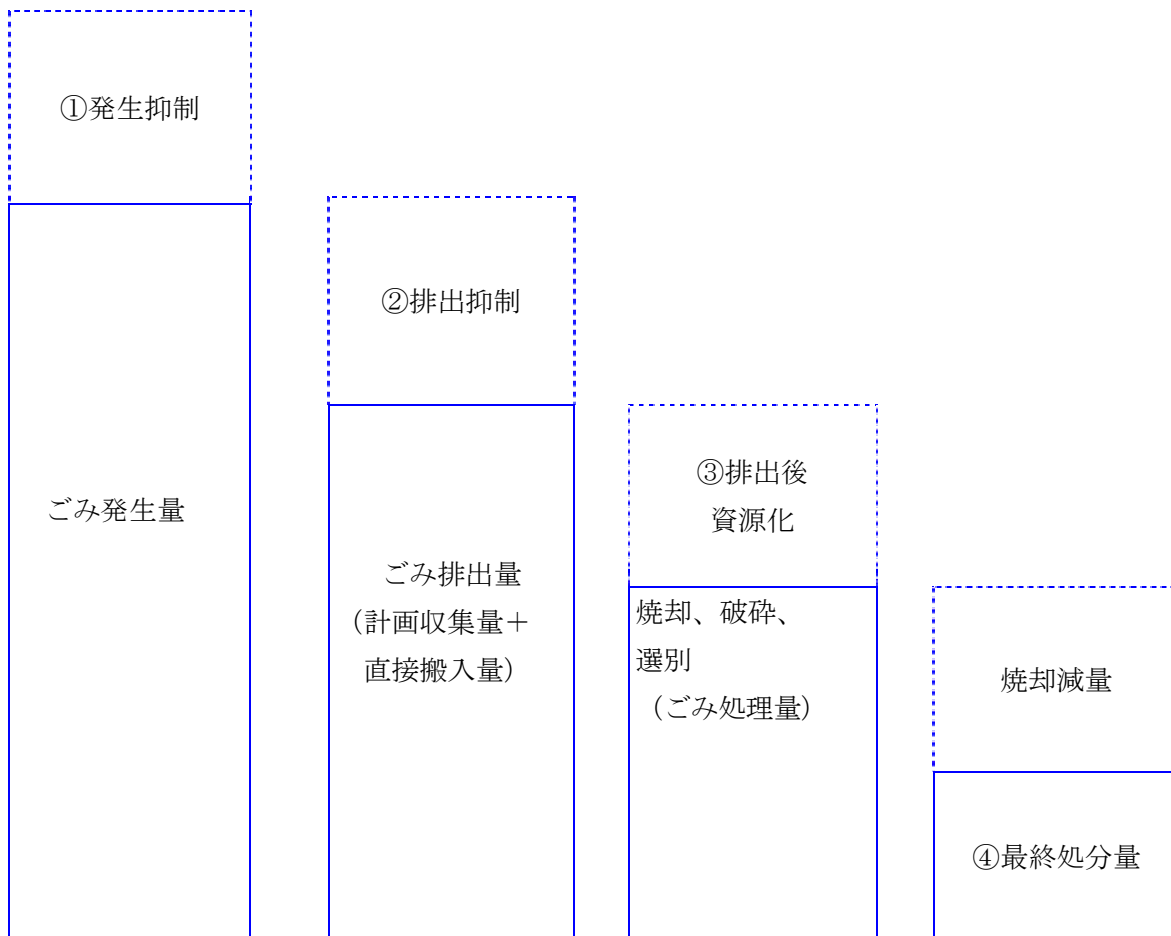 ①発生抑制
ごみ発生量
②排出抑制
ごみ排出量
（計画収集量＋
直接搬入量）
③排出後
資源化
焼却、破砕、
選別
（ごみ処理量）
焼却減量
④最終処分量